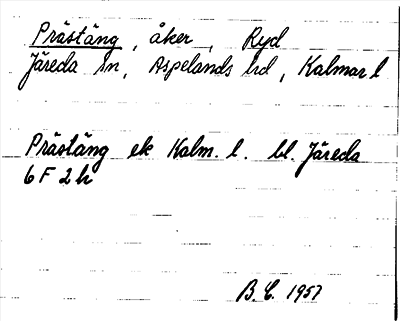 Prästäng, åker, Ryd
Järeda sn, Aspelands hd, Kalmar l
Prästäng ek Kalm. l. bl. Järeda
6 F 2 h
B. C. 1957